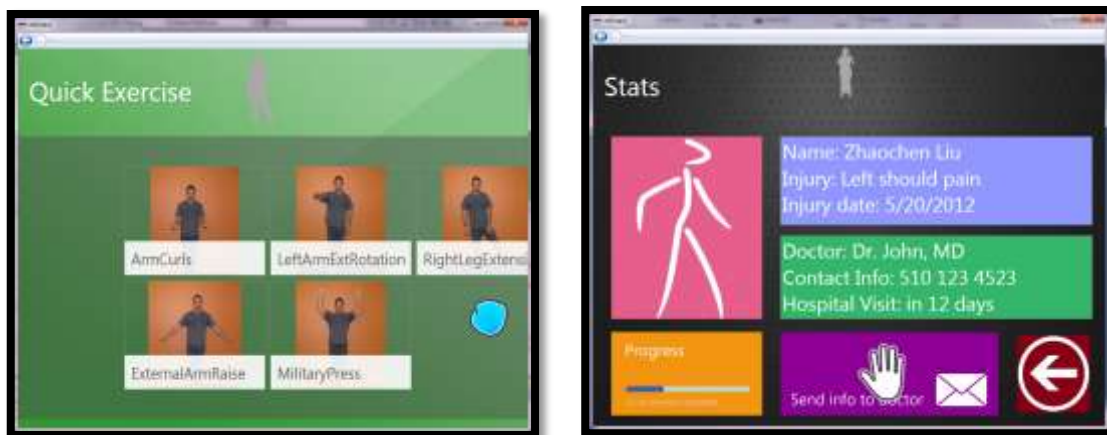 Quick Exercise
ArmCurls
LeftArmExtRotation
RightLegExtens
ExternalArmRaise
MilitaryPress
Stats
Name: Zhaochen Liu
Injury: Left should pain
Injury date: 5/20/2012
Doctor: Dr. John, MD
Contact Info: 510 123 4523
Hospital Visit: in 12 days
Progress
Send info to doctor